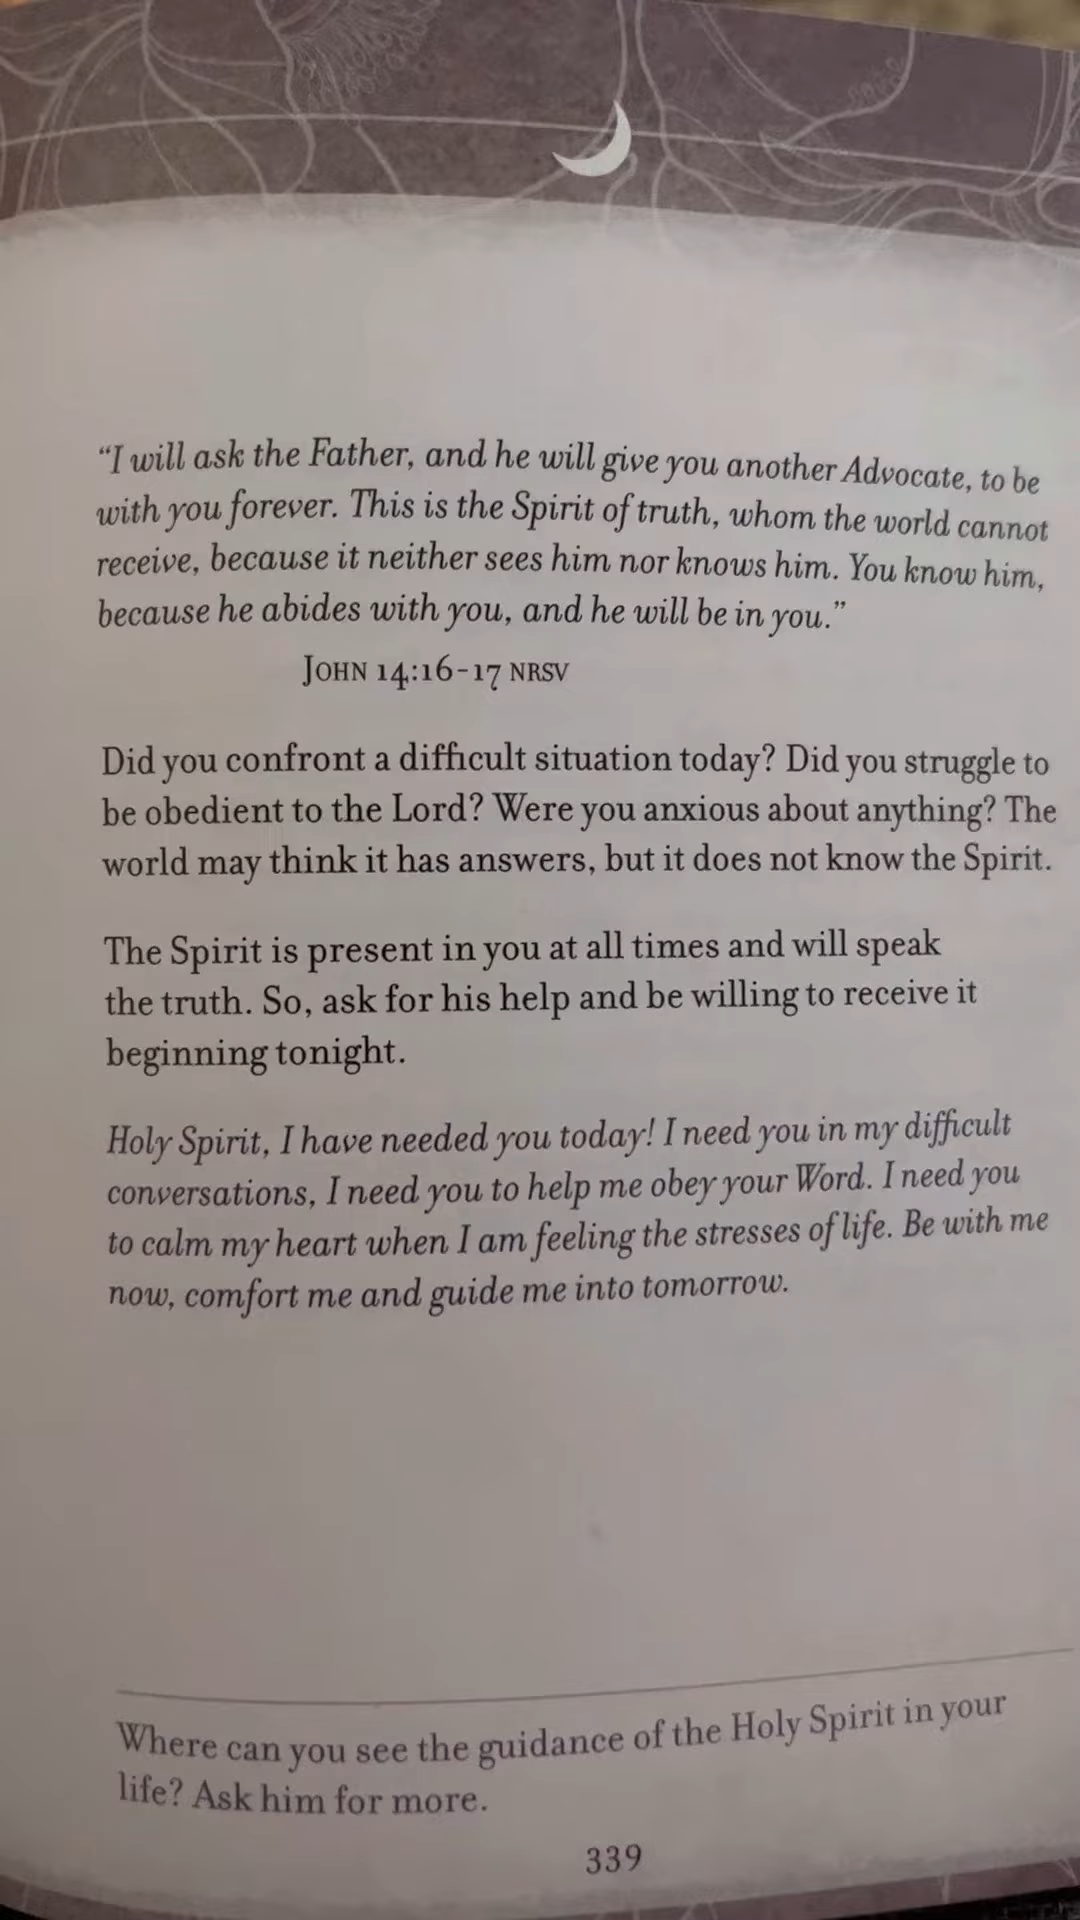 “I will ask the Father, and he will give you another Advocate, to be
with you forever. This is the Spirit of truth, whom the world cannot
receive, because it neither sees him nor knows him. You know him,
because he abides with you, and he will be in you.”
JOHN 14:16-17 NRSV
Did you confront a difficult situation today? Did you struggle to
be obedient to the Lord? Were you anxious about anything? The
world may think it has answers, but it does not know the Spirit.
The Spirit is present in you at all times and will speak
the truth. So, ask for his help and be willing to receive it
beginning tonight.
Holy Spirit, I have needed you today! I need you in my difficult
conversations, I need you to help me obey your Word. I need you
to calm my heart when I am feeling the stresses of life. Be with me
now, comfort me and guide me into tomorrow.
Where can you see the guidance of the Holy Spirit in your
life? Ask him for more.
339